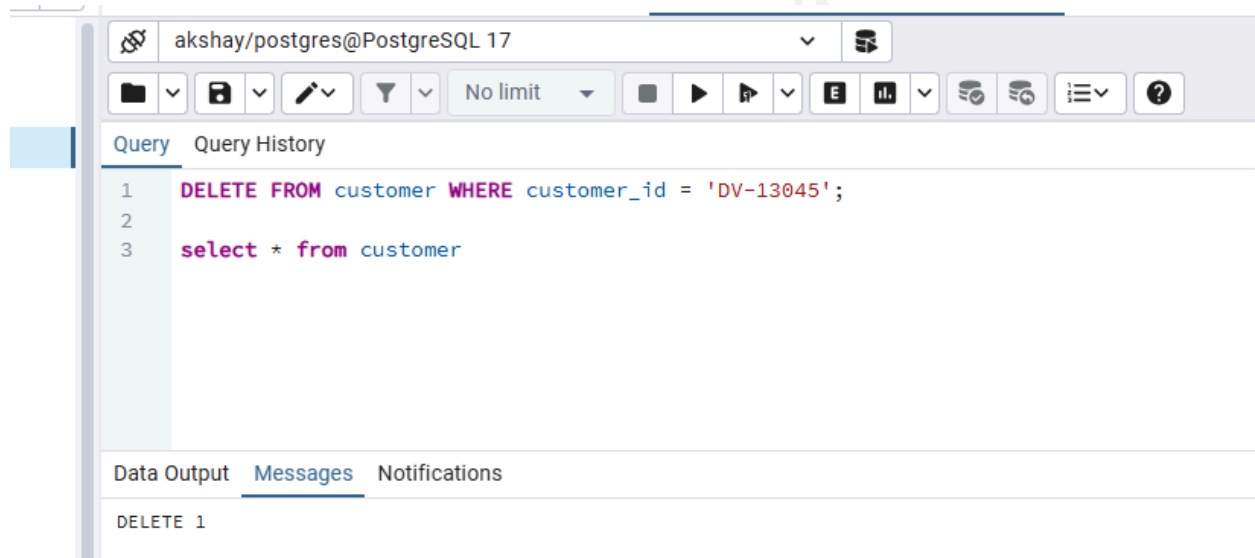 akshay/postgres@PostgreSQL 17
No limit
E
Query Query History
1 DELETE FROM customer WHERE customer_id = 'DV-13045';
2
3 select * from customer
Data Output Messages Notifications
DELETE 1